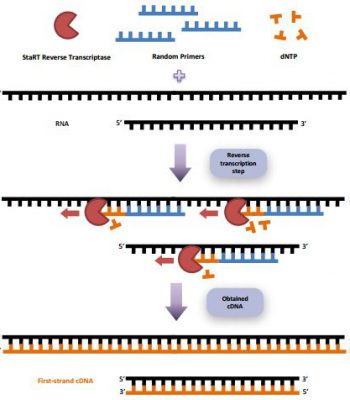 StaRT Reverse Transcriptase
Random Primers
dNTP
RNA
5' 3'
Reverse
transcription
step
5' 3'
Obtained
cDNA
First-strand cDNA
5' 3'
3' 5'